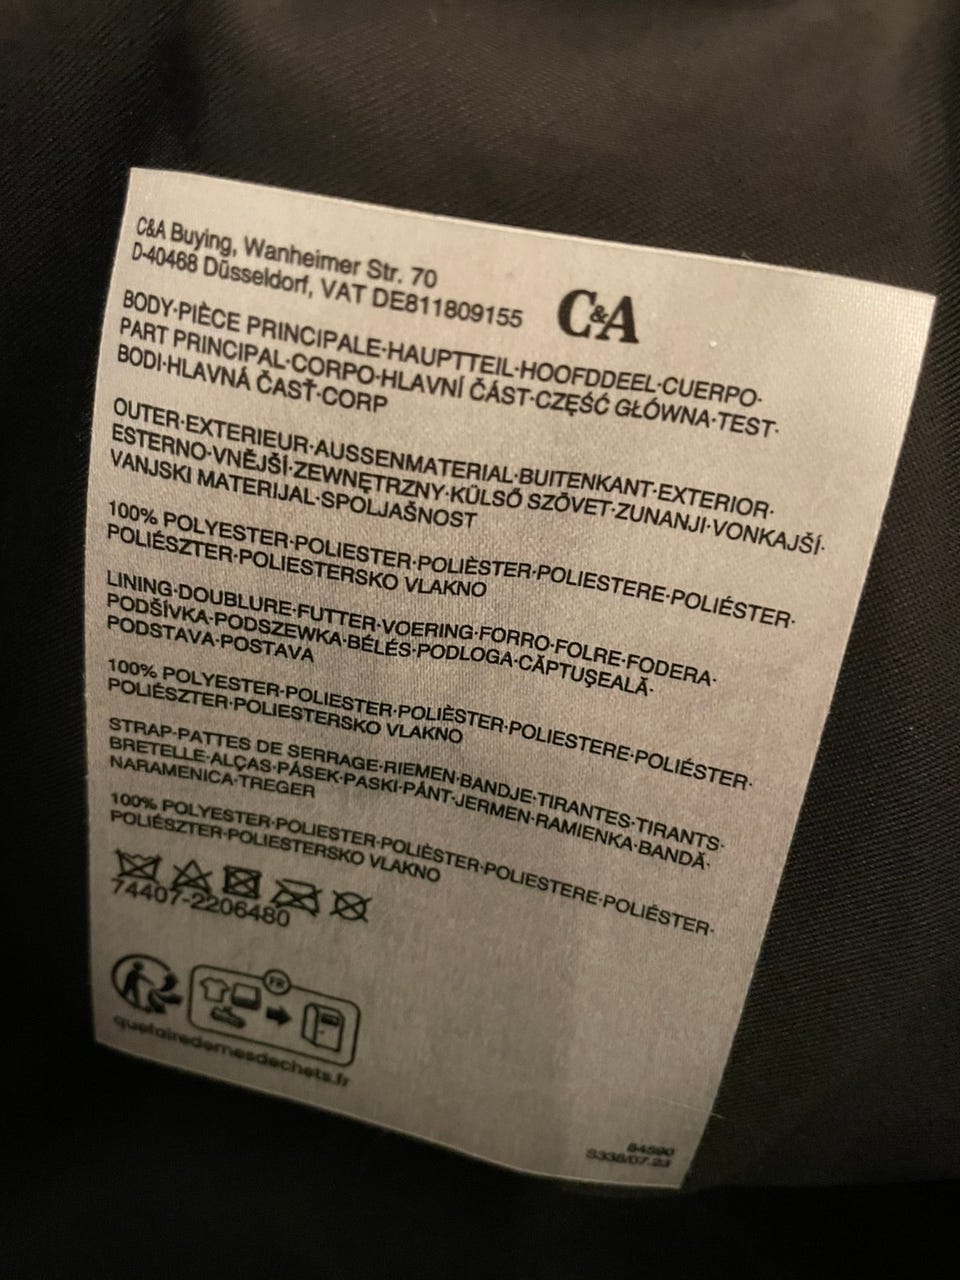 C&A Buying, Wanheimer Str. 70
D-40468 Düsseldorf, VAT DE811809155
C&A
BODY·PIÈCE PRINCIPALE·HAUPTTEIL·HOOFDDEEL·CUERPO·
PART PRINCIPAL·CORPO·HLAVNÍ ČÁST·CZĘŚĆ GŁÓWNA·TEST·
BODI·HLAVNÁ ČASŤ·CORP
OUTER·EXTERIEUR·AUSSENMATERIAL·BUITENKANT·EXTERIOR·
ESTERNO·VNĚJŠÍ·ZEWNĘTRZNY·KÜLSŐ SZÖVET·ZUNANJI·VONKAJŠÍ·
VANJSKI MATERIJAL·SPOLJAŠNOST
100% POLYESTER·POLIESTER·POLIÈSTER·POLIESTERE·POLIÉSTER·
POLIÉSZTER·POLIESTERSKO VLAKNO
LINING·DOUBLURE·FUTTER·VOERING·FORRO·FOLRE·FODERA·
PODŠÍVKA·PODSZEWKA·BÉLÉS·PODLOGA·CĂPTUŞEALĂ·
PODSTAVA·POSTAVA
100% POLYESTER·POLIESTER·POLIÈSTER·POLIESTERE·POLIÉSTER·
POLIÉSZTER·POLIESTERSKO VLAKNO
STRAP·PATTES DE SERRAGE·RIEMEN·BANDJE·TIRANTES·TIRANTS·
BRETELLE·ALÇAS·PÁSEK·PASKI·PÁNT·JERMEN·RAMIENKA·BANDĂ·
NARAMENICA·TREGER
100% POLYESTER·POLIESTER·POLIÈSTER·POLIESTERE·POLIÉSTER·
POLIÉSZTER·POLIESTERSKO VLAKNO
74407-2206480
FR
quefairedemesdechets.fr
84590
S338/07.23